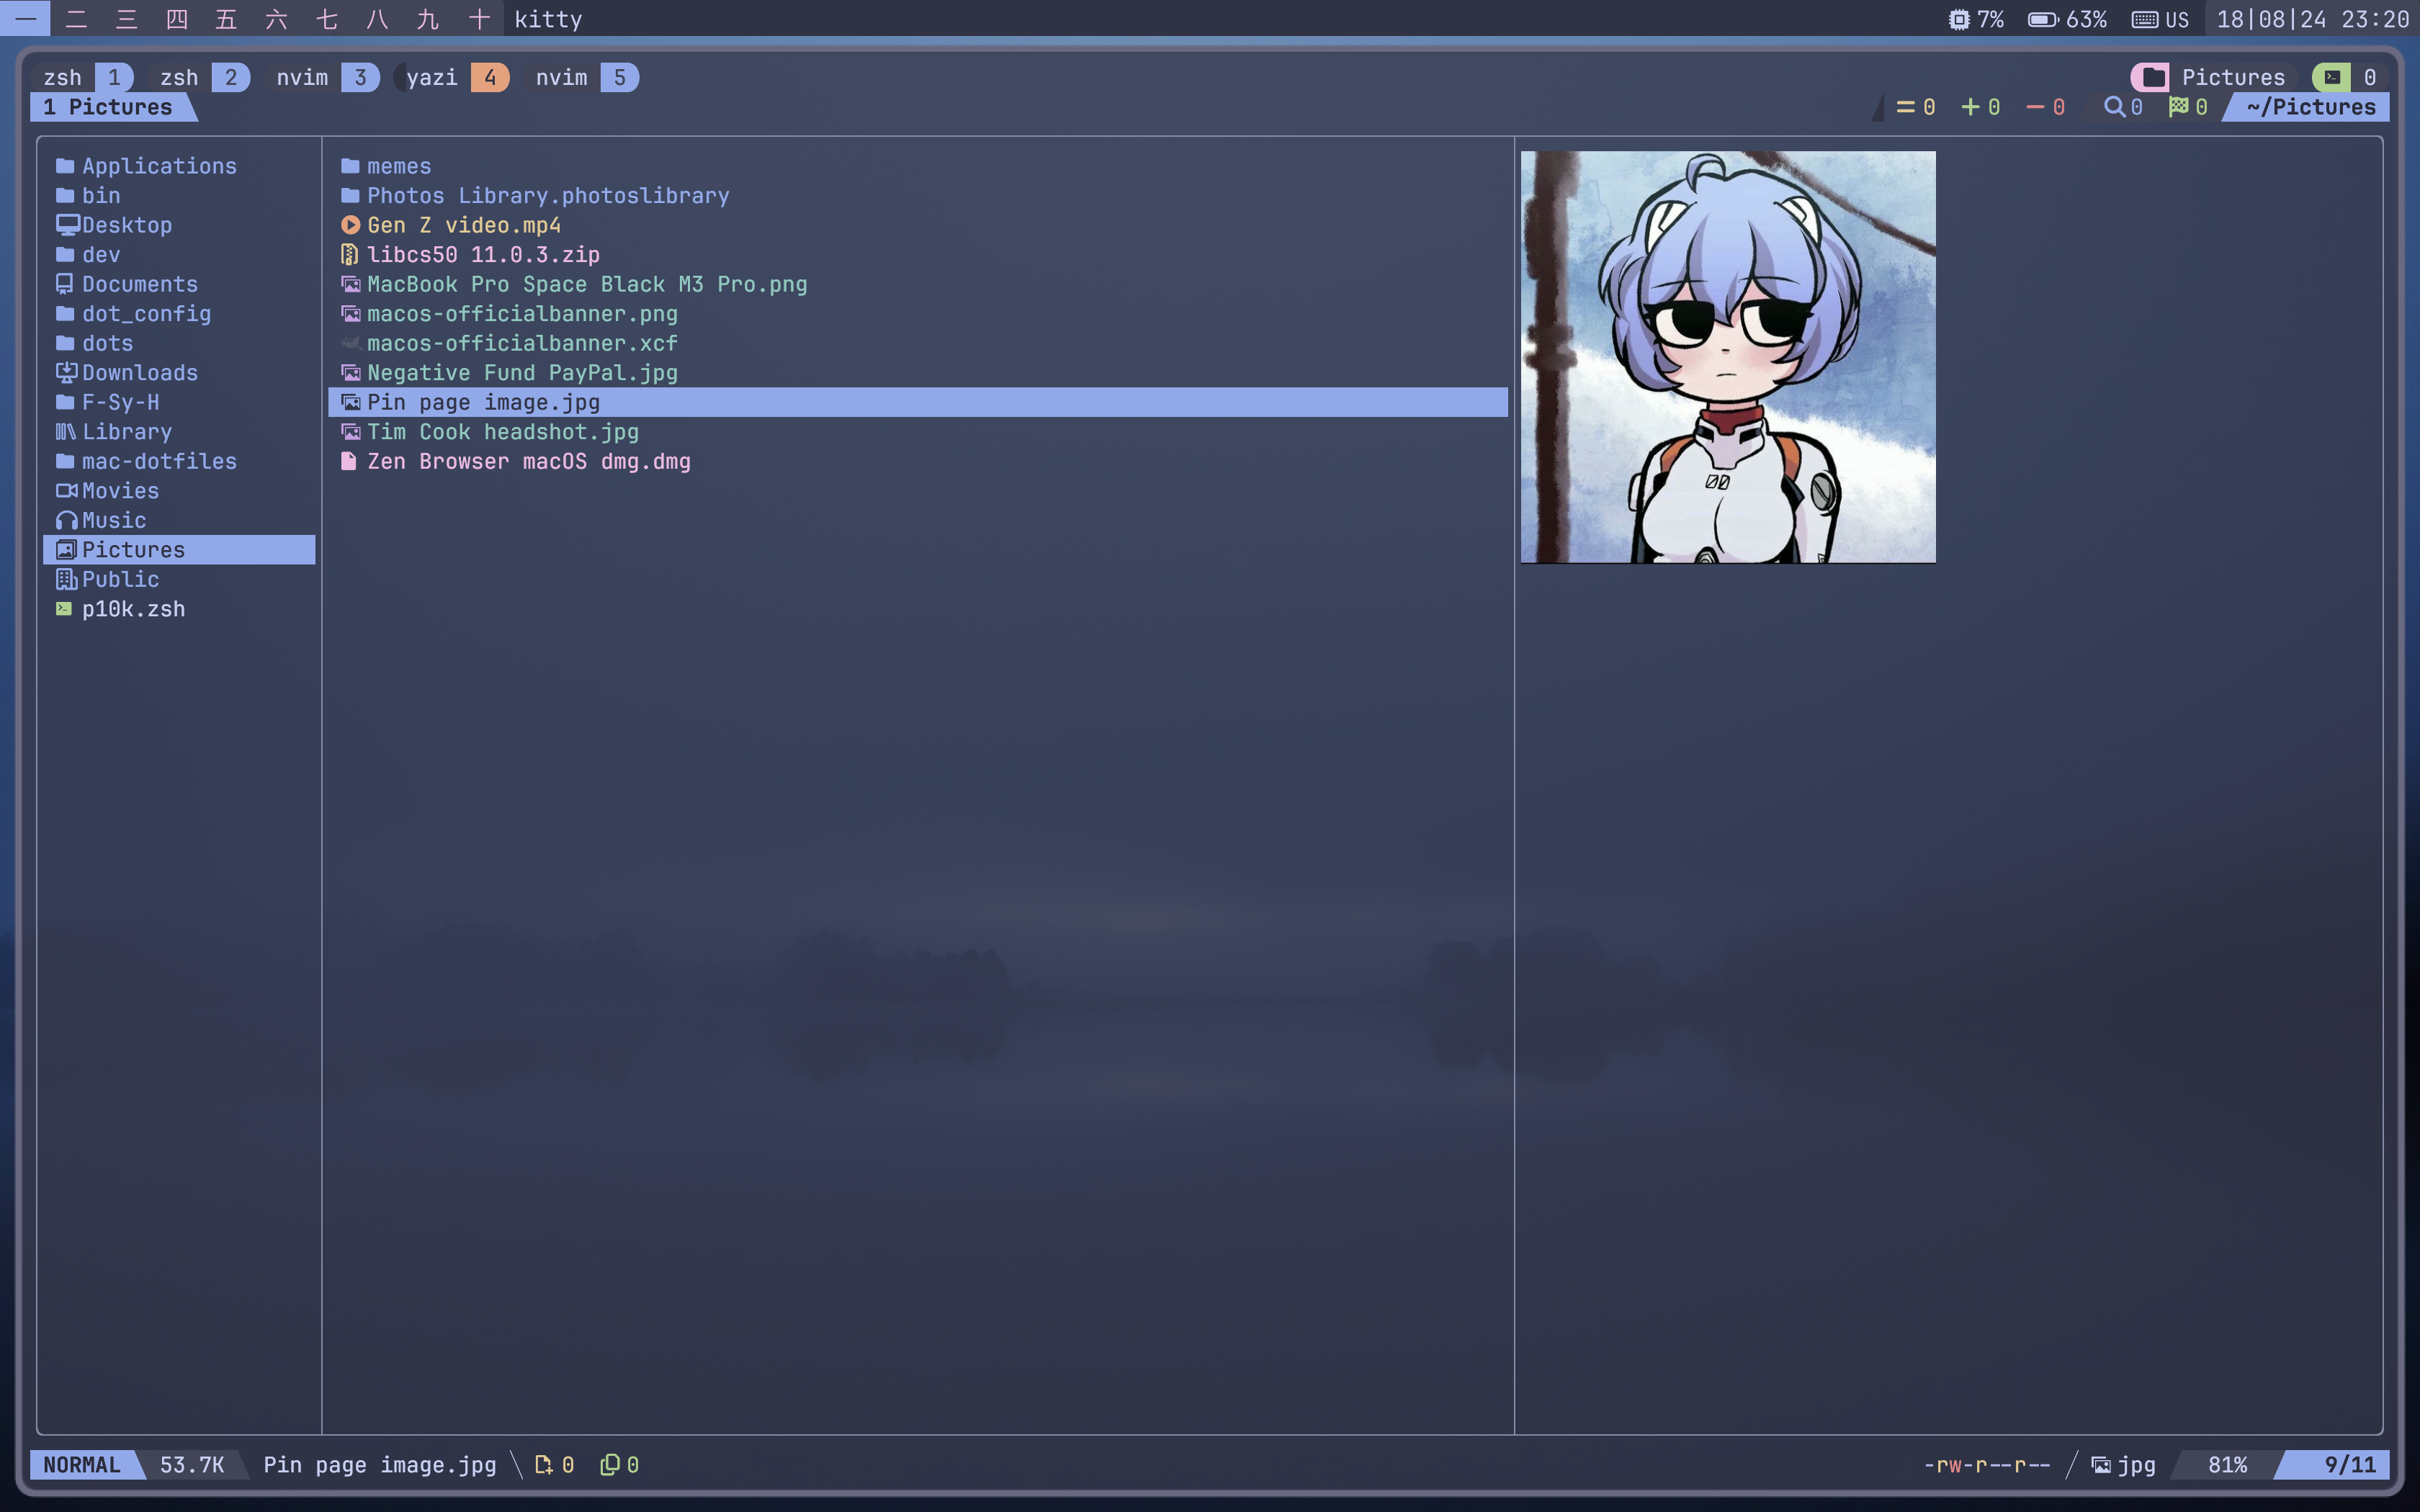 一 二 三 四 五 六 七 八 九 十 kitty 7% 63% US 18|08|24 23:20
zsh 1 zsh 2 nvim 3 yazi 4 nvim 5 Pictures 0
1 Pictures = 0 + 0 − 0 0 0 ~/Pictures
Applications
bin
Desktop
dev
Documents
dot_config
dots
Downloads
F-Sy-H
Library
mac-dotfiles
Movies
Music
Pictures
Public
p10k.zsh
memes
Photos Library.photoslibrary
Gen Z video.mp4
libcs50 11.0.3.zip
MacBook Pro Space Black M3 Pro.png
macos-officialbanner.png
macos-officialbanner.xcf
Negative Fund PayPal.jpg
Pin page image.jpg
Tim Cook headshot.jpg
Zen Browser macOS dmg.dmg
00
NORMAL 53.7K Pin page image.jpg 0 0 -rw-r--r-- jpg 81% 9/11